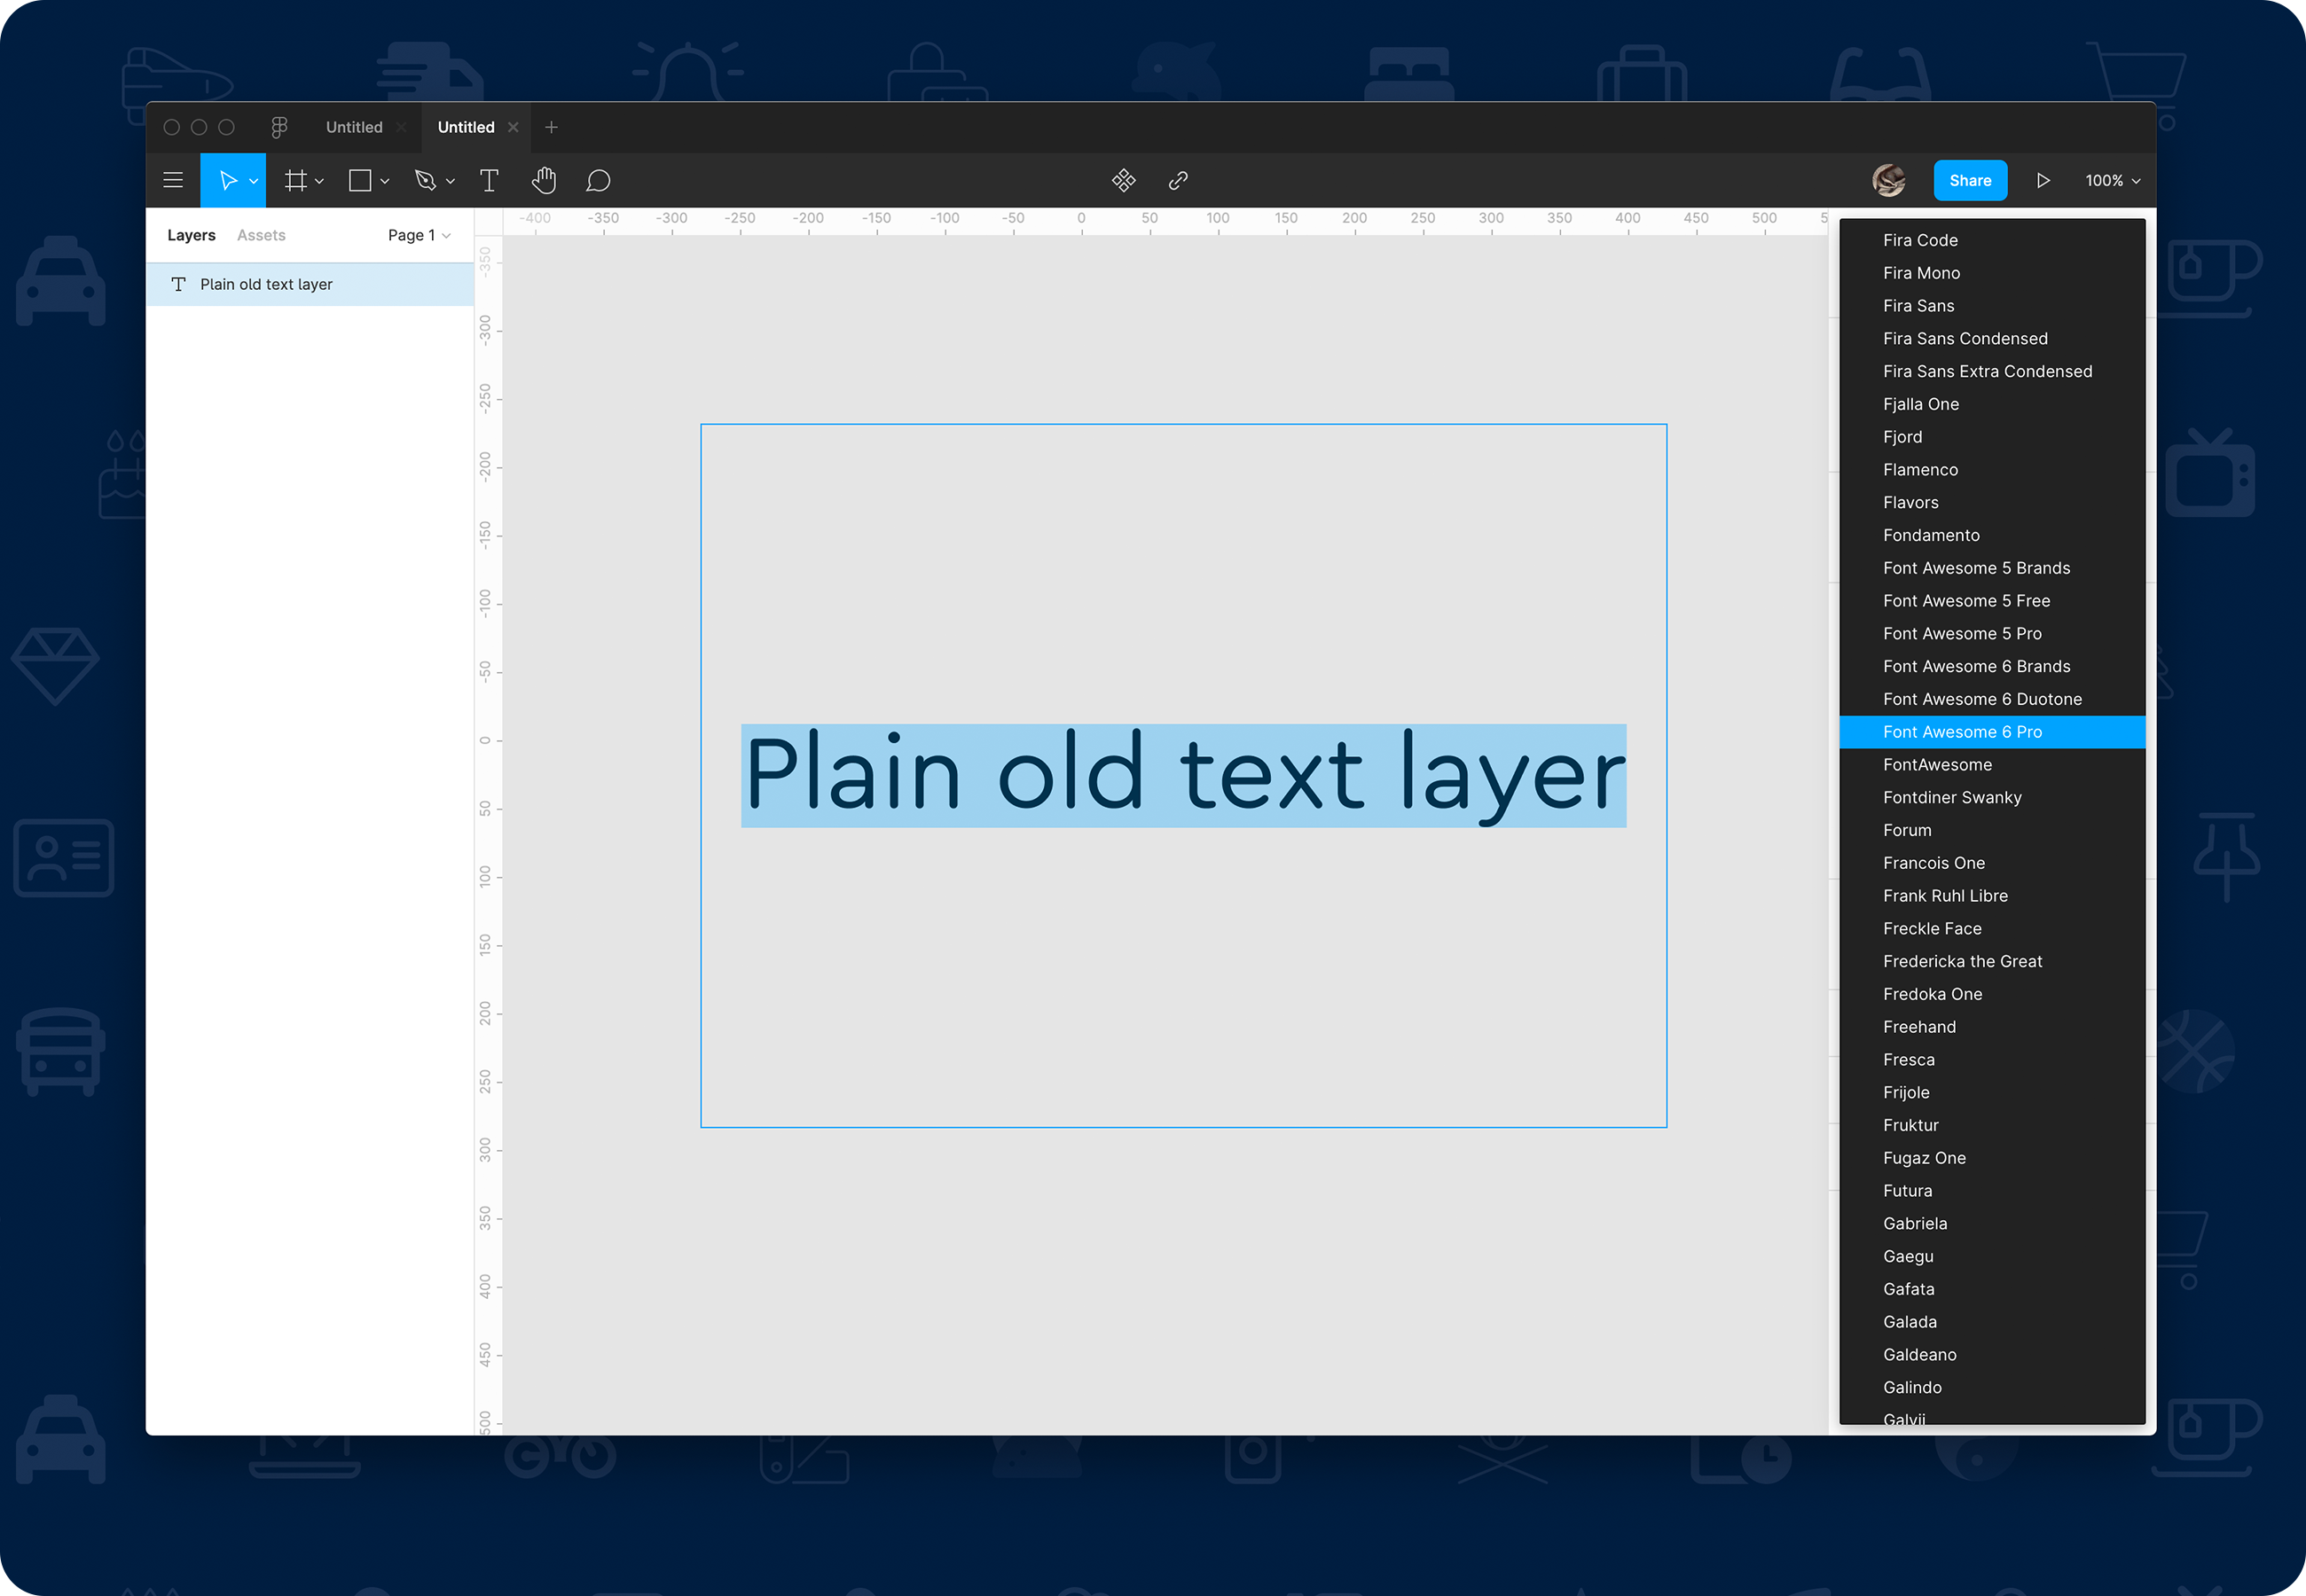 Untitled
Untitled
Share
100%
Layers
Assets
Page 1
-400 -350 -300 -250 -200 -150 -100 -50 0 50 100 150 200 250 300 350 400 450 500
Plain old text layer
-350
-300
-250
-200
-150
-100
-50
0
50
100
150
200
250
300
350
400
450
500
Plain old text layer
Fira Code
Fira Mono
Fira Sans
Fira Sans Condensed
Fira Sans Extra Condensed
Fjalla One
Fjord
Flamenco
Flavors
Fondamento
Font Awesome 5 Brands
Font Awesome 5 Free
Font Awesome 5 Pro
Font Awesome 6 Brands
Font Awesome 6 Duotone
Font Awesome 6 Pro
FontAwesome
Fontdiner Swanky
Forum
Francois One
Frank Ruhl Libre
Freckle Face
Fredericka the Great
Fredoka One
Freehand
Fresca
Frijole
Fruktur
Fugaz One
Futura
Gabriela
Gaegu
Gafata
Galada
Galdeano
Galindo
Galvji